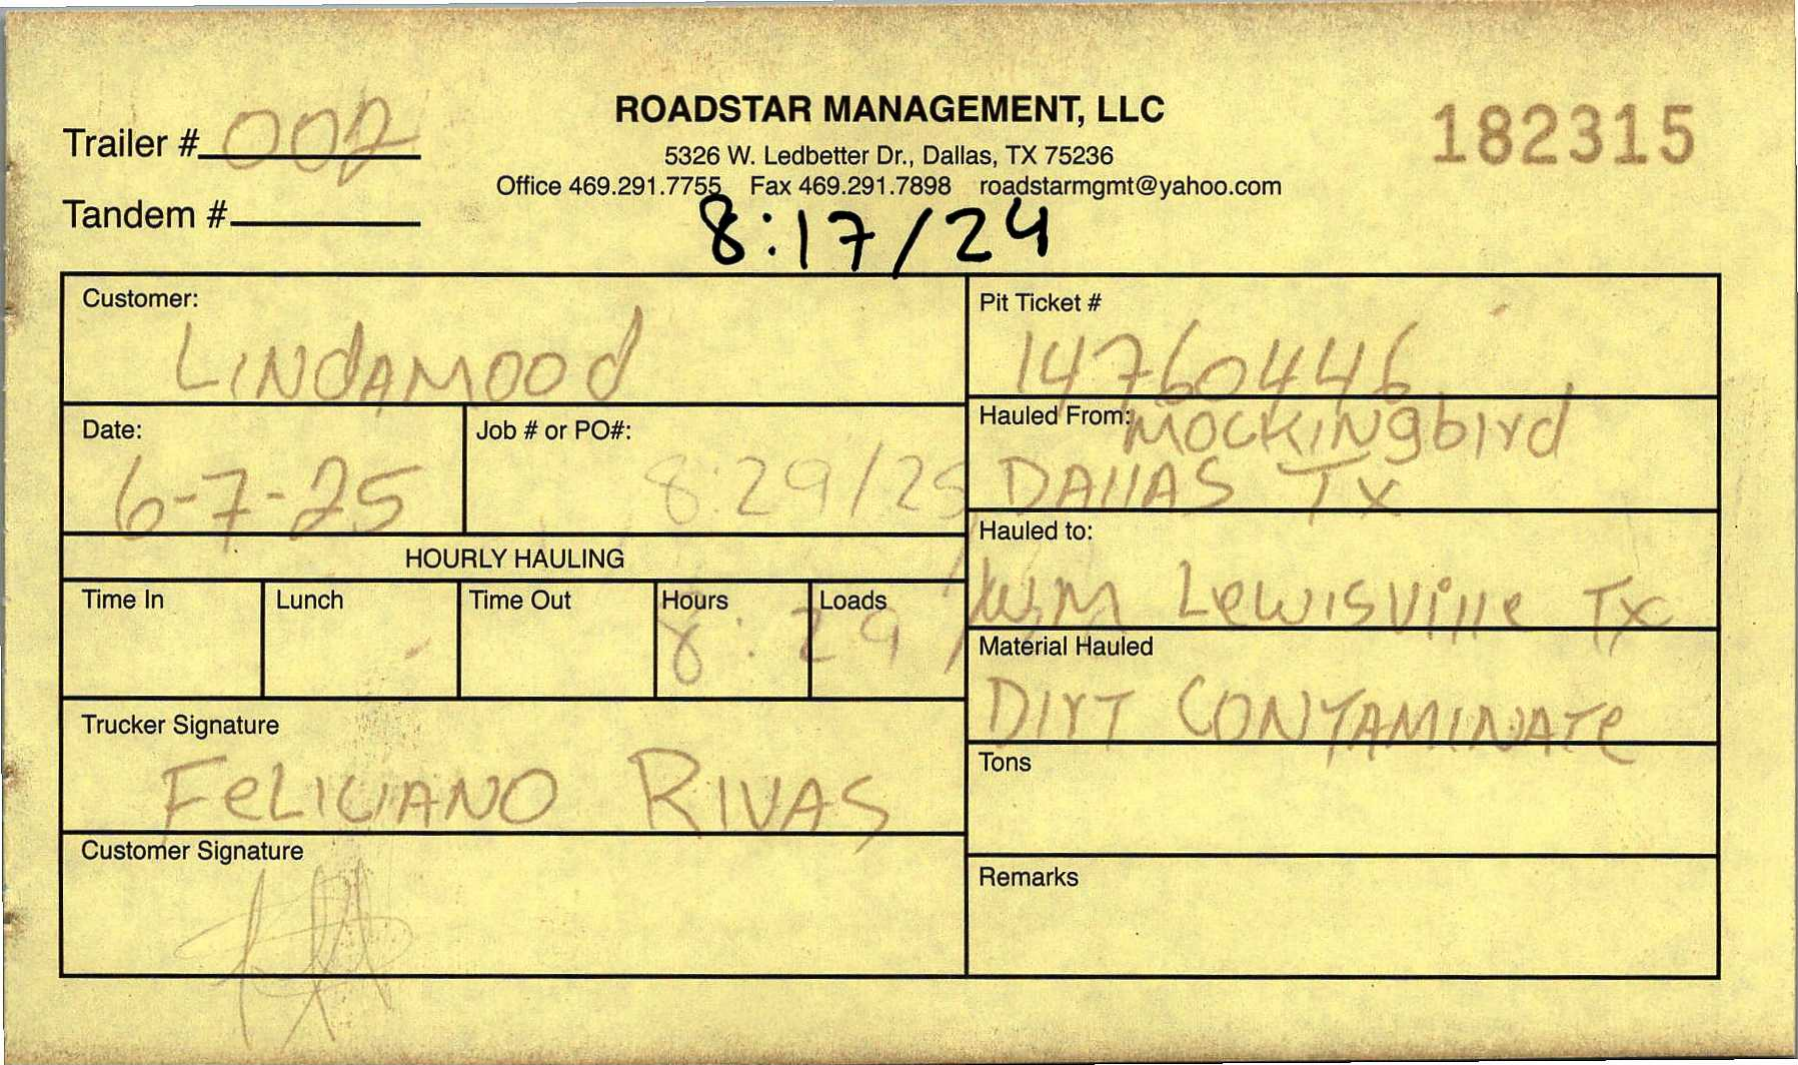 Trailer # 002
ROADSTAR MANAGEMENT, LLC
182315
5326 W. Ledbetter Dr., Dallas, TX 75236
Office 469.291.7755 Fax 469.291.7898 roadstarmgmt@yahoo.com
Tandem #
8:17/24
Customer:
LINdAMOOd
Pit Ticket #
14760446
Date:
6-7-25
Job # or PO#:
8:29/25
Hauled From: MOCKINgbird
DAllAS Tx
Hauled to:
WM LewISVille Tx
HOURLY HAULING
Time In
Lunch
Time Out
Hours
Loads
8:29/
Material Hauled
DIrT CONTAMINATe
Trucker Signature
FeLICIANO RIVAS
Tons
Customer Signature
Remarks